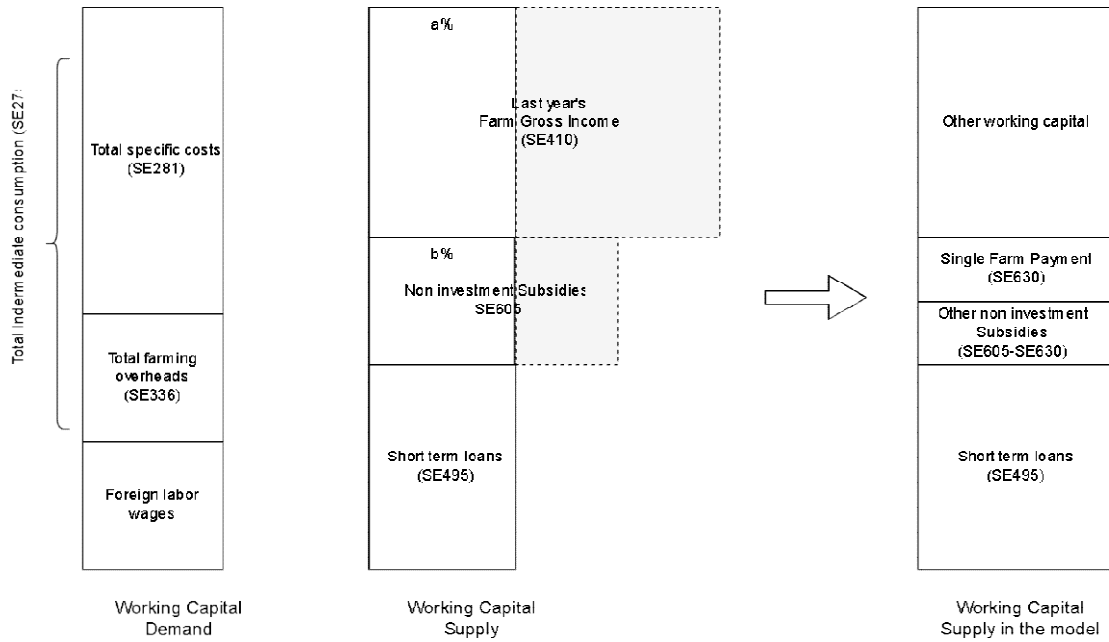 Total Indermediate consumption (SE27:
Total specific costs
(SE281)
Total farming
overheads
(SE336)
Foreign labor
wages
Working Capital
Demand
a%
Last year's
Farm Gross Income
(SE410)
b%
Non investment Subsidies
SE605
Short term loans
(SE495)
Working Capital
Supply
Other working capital
Single Farm Payment
(SE630)
Other non investment
Subsidies
(SE605-SE630)
Short term loans
(SE495)
Working Capital
Supply in the model